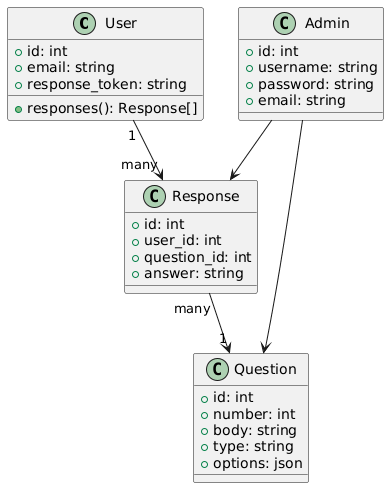 C User
+ id: int
+ email: string
+ response_token: string
+ responses(): Response[]
C Admin
+ id: int
+ username: string
+ password: string
+ email: string
1
many
C Response
+ id: int
+ user_id: int
+ question_id: int
+ answer: string
many
1
C Question
+ id: int
+ number: int
+ body: string
+ type: string
+ options: json